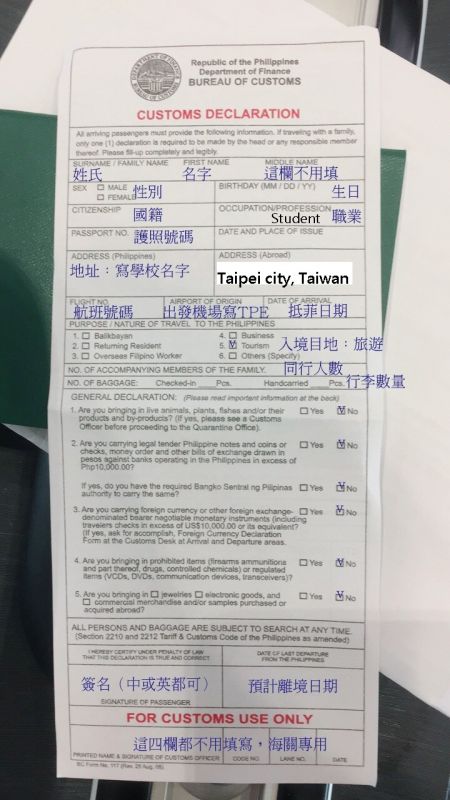 Republic of the Philippines
Department of Finance
BUREAU OF CUSTOMS
CUSTOMS DECLARATION
All arriving passengers must provide the following information. If traveling with a family,
only one (1) declaration is required to be made by the head or any responsible member
thereof. Please fill-up completely and legibly.
SURNAME / FAMILY NAME FIRST NAME MIDDLE NAME
姓氏 名字 這欄不用填
SEX MALE FEMALE 性別 BIRTHDAY (MM / DD / YY) 生日
CITIZENSHIP 國籍 OCCUPATION/PROFESSION Student 職業
PASSPORT NO. 護照號碼 DATE AND PLACE OF ISSUE
ADDRESS (Philippines) ADDRESS (Abroad)
地址：寫學校名字 Taipei city, Taiwan
FLIGHT NO. AIRPORT OF ORIGIN DATE OF ARRIVAL
航班號碼 出發機場寫TPE 抵菲日期
PURPOSE / NATURE OF TRAVEL TO THE PHILIPPINES
1. Balikbayan 4. Business
2. Returning Resident 5. Tourism 入境目地：旅遊
3. Overseas Filipino Worker 6. Others (Specify)
NO. OF ACCOMPANYING MEMBERS OF THE FAMILY. 同行人數
NO. OF BAGGAGE: Checked-in ____Pcs. Handcarried ____Pcs. 行李數量
GENERAL DECLARATION: (Please read important information at the back)
1. Are you bringing in live animals, plants, fishes and/or their Yes No
products and by-products? (If yes, please see a Customs
Officer before proceeding to the Quarantine Office).
2. Are you carrying legal tender Philippine notes and coins or Yes No
checks, money order and other bills of exchange drawn in
pesos against banks operating in the Philippines in excess of
Php10,000.00?
If yes, do you have the required Bangko Sentral ng Pilipinas Yes No
authority to carry the same?
3. Are you carrying foreign currency or other foreign exchange- Yes No
denominated bearer negotiable monetary instruments (including
travelers checks in excess of US$10,000.00 or its equivalent?
(If yes, ask for accomplish, Foreign Currency Declaration
Form at the Customs Desk at Arrival and Departure areas.
4. Are you bringing in prohibited items (firearms ammunitions Yes No
and part thereof, drugs, controlled chemicals) or regulated
items (VCDs, DVDs, communication devices, transceivers)?
5. Are you bringing in jewelries electronic goods, and Yes No
commercial merchandise and/or samples purchased or
acquired abroad?
ALL PERSONS AND BAGGAGE ARE SUBJECT TO SEARCH AT ANY TIME.
(Section 2210 and 2212 Tariff & Customs Code of the Philippines as amended)
I HEREBY CERTIFY UNDER PENALTY OF LAW DATE OF LAST DEPARTURE
THAT THIS DECLARATION IS TRUE AND CORRECT. FROM THE PHILIPPINES
簽名（中或英都可） 預計離境日期
SIGNATURE OF PASSENGER
FOR CUSTOMS USE ONLY
這四欄都不用填寫，海關專用
PRINTED NAME & SIGNATURE OF CUSTOMS OFFICER CODE NO. LANE NO. DATE